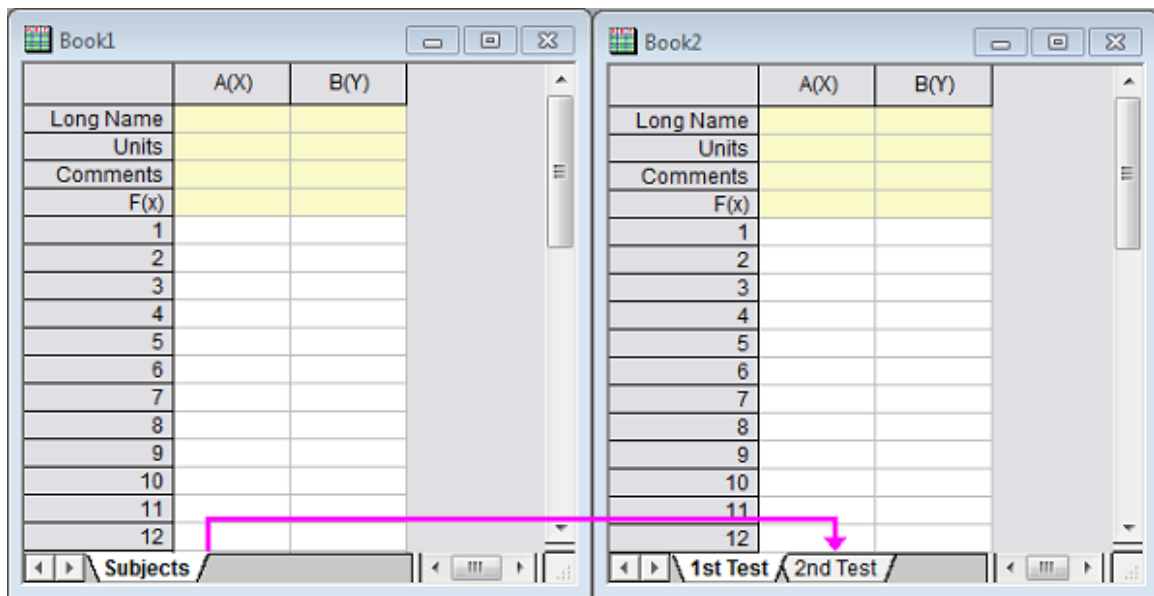 Book1
A(X) B(Y)
Long Name
Units
Comments
F(x)
1
2
3
4
5
6
7
8
9
10
11
12
Subjects
Book2
A(X) B(Y)
Long Name
Units
Comments
F(x)
1
2
3
4
5
6
7
8
9
10
11
12
1st Test 2nd Test